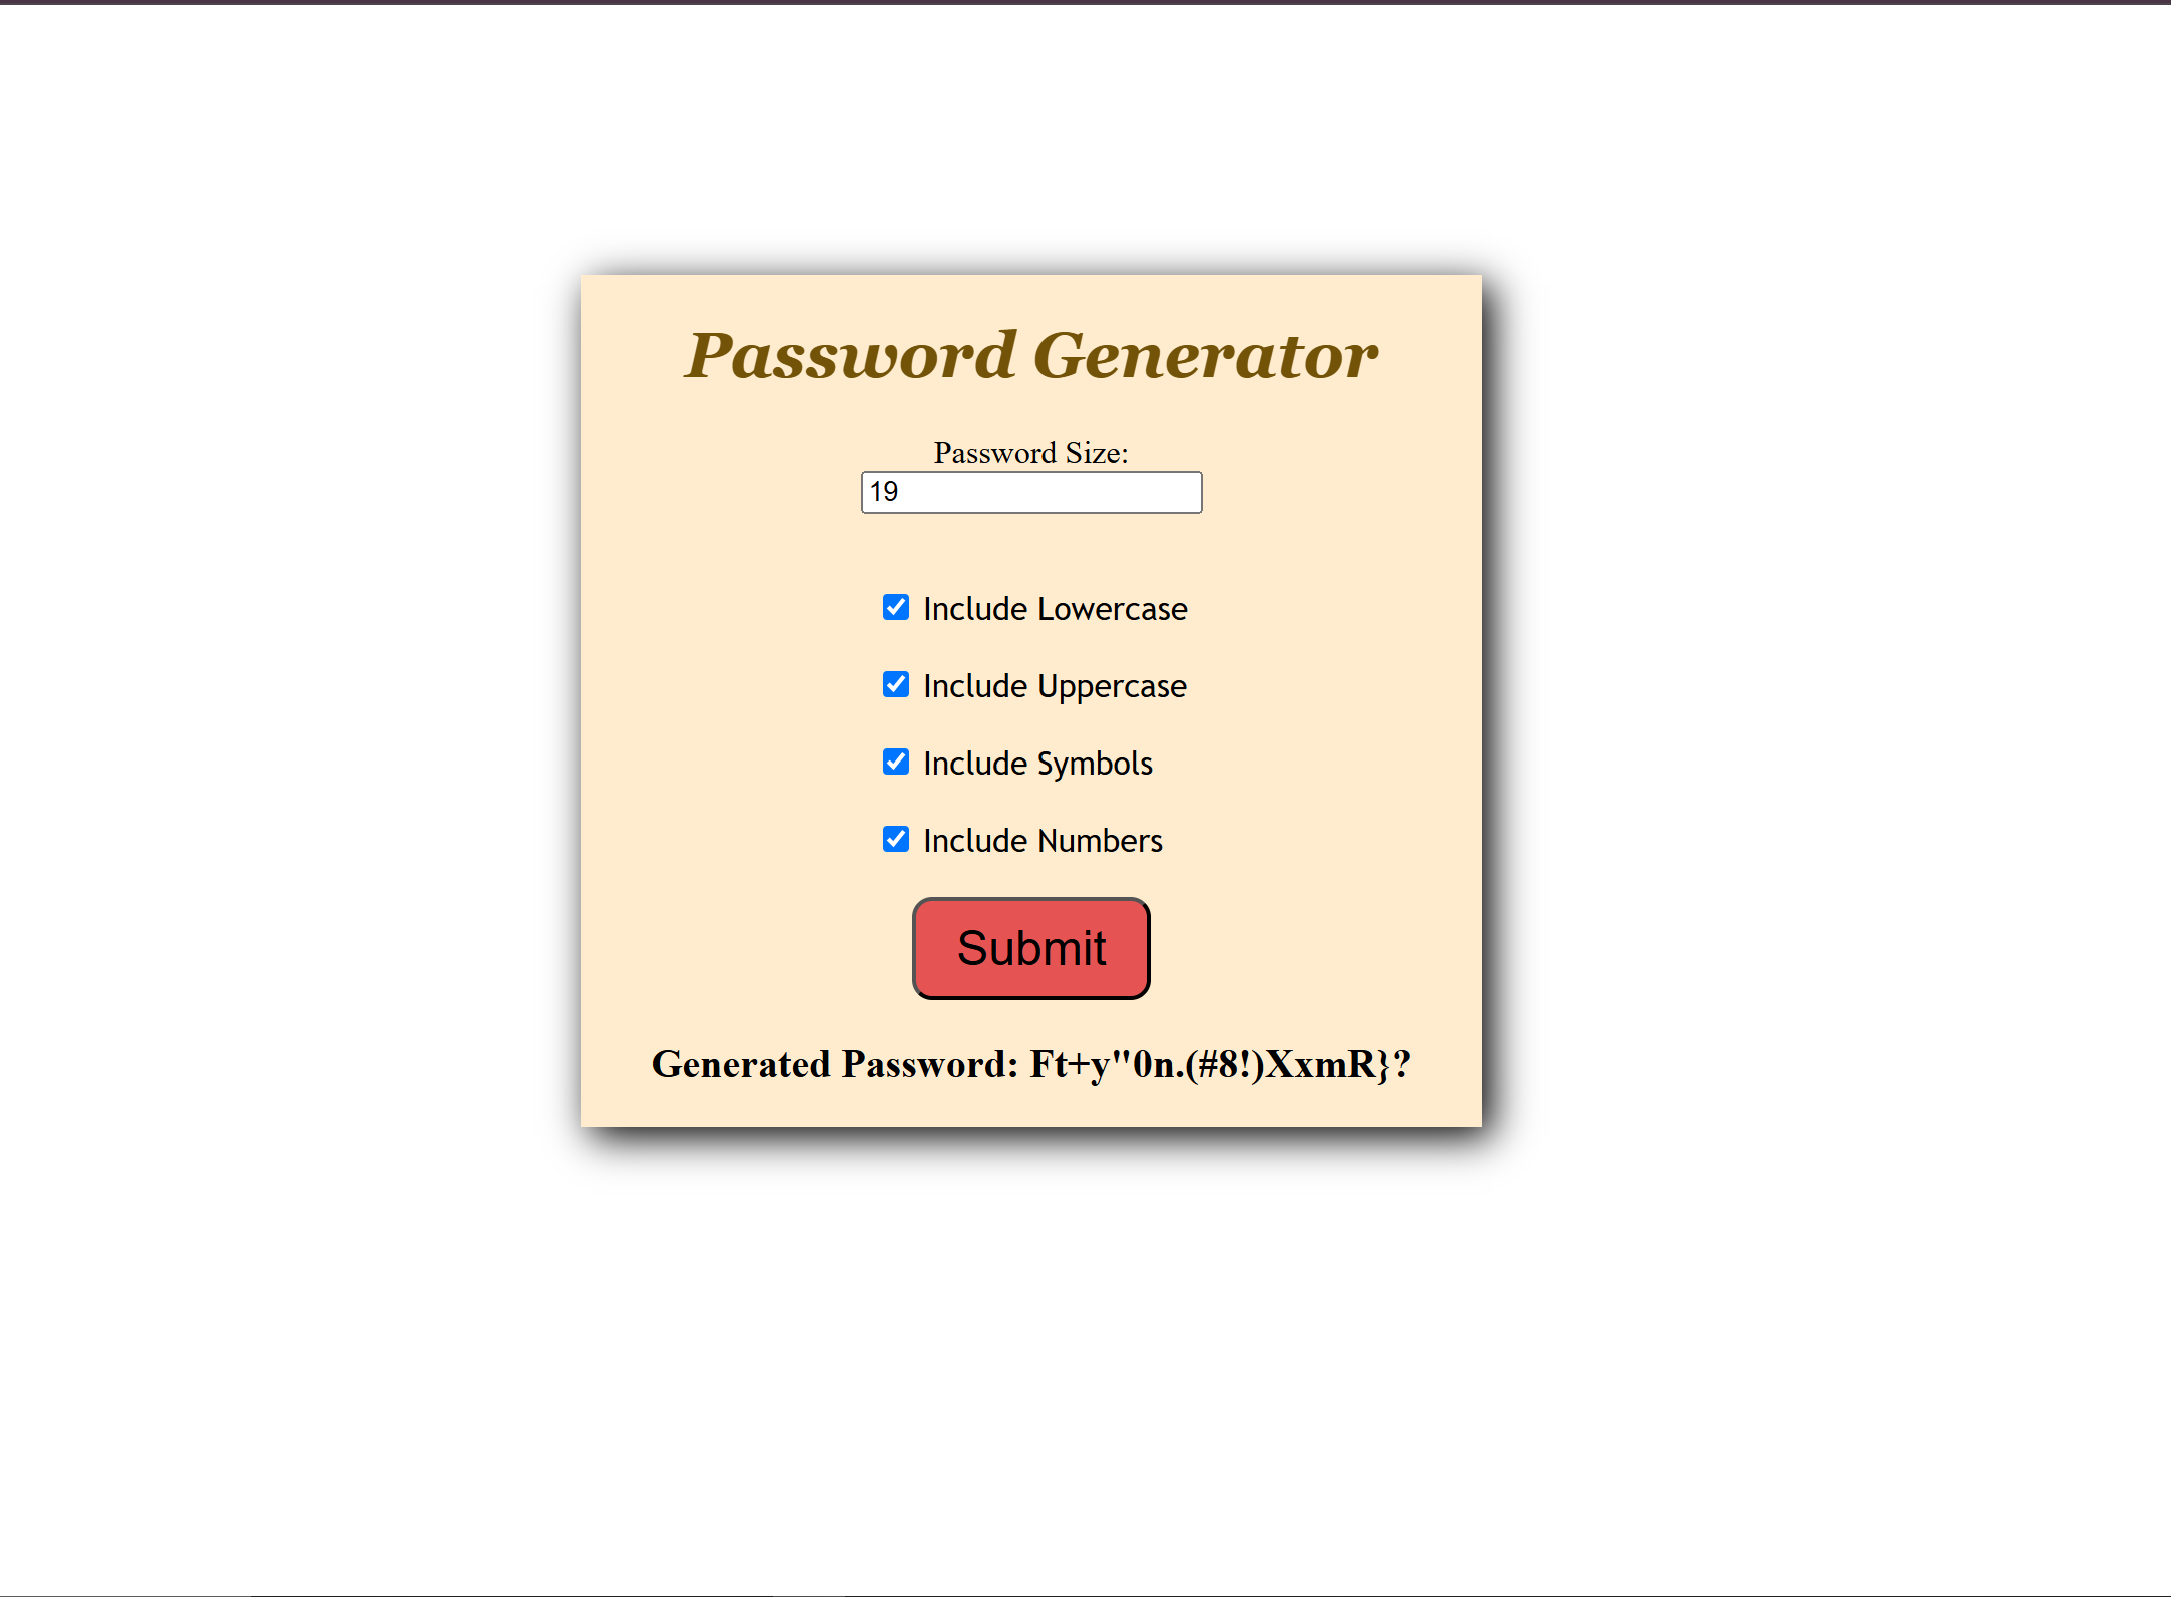 Password Generator
Password Size:
19
Include Lowercase
Include Uppercase
Include Symbols
Include Numbers
Submit
Generated Password: Ft+y"0n.(#8!)XxmR}?